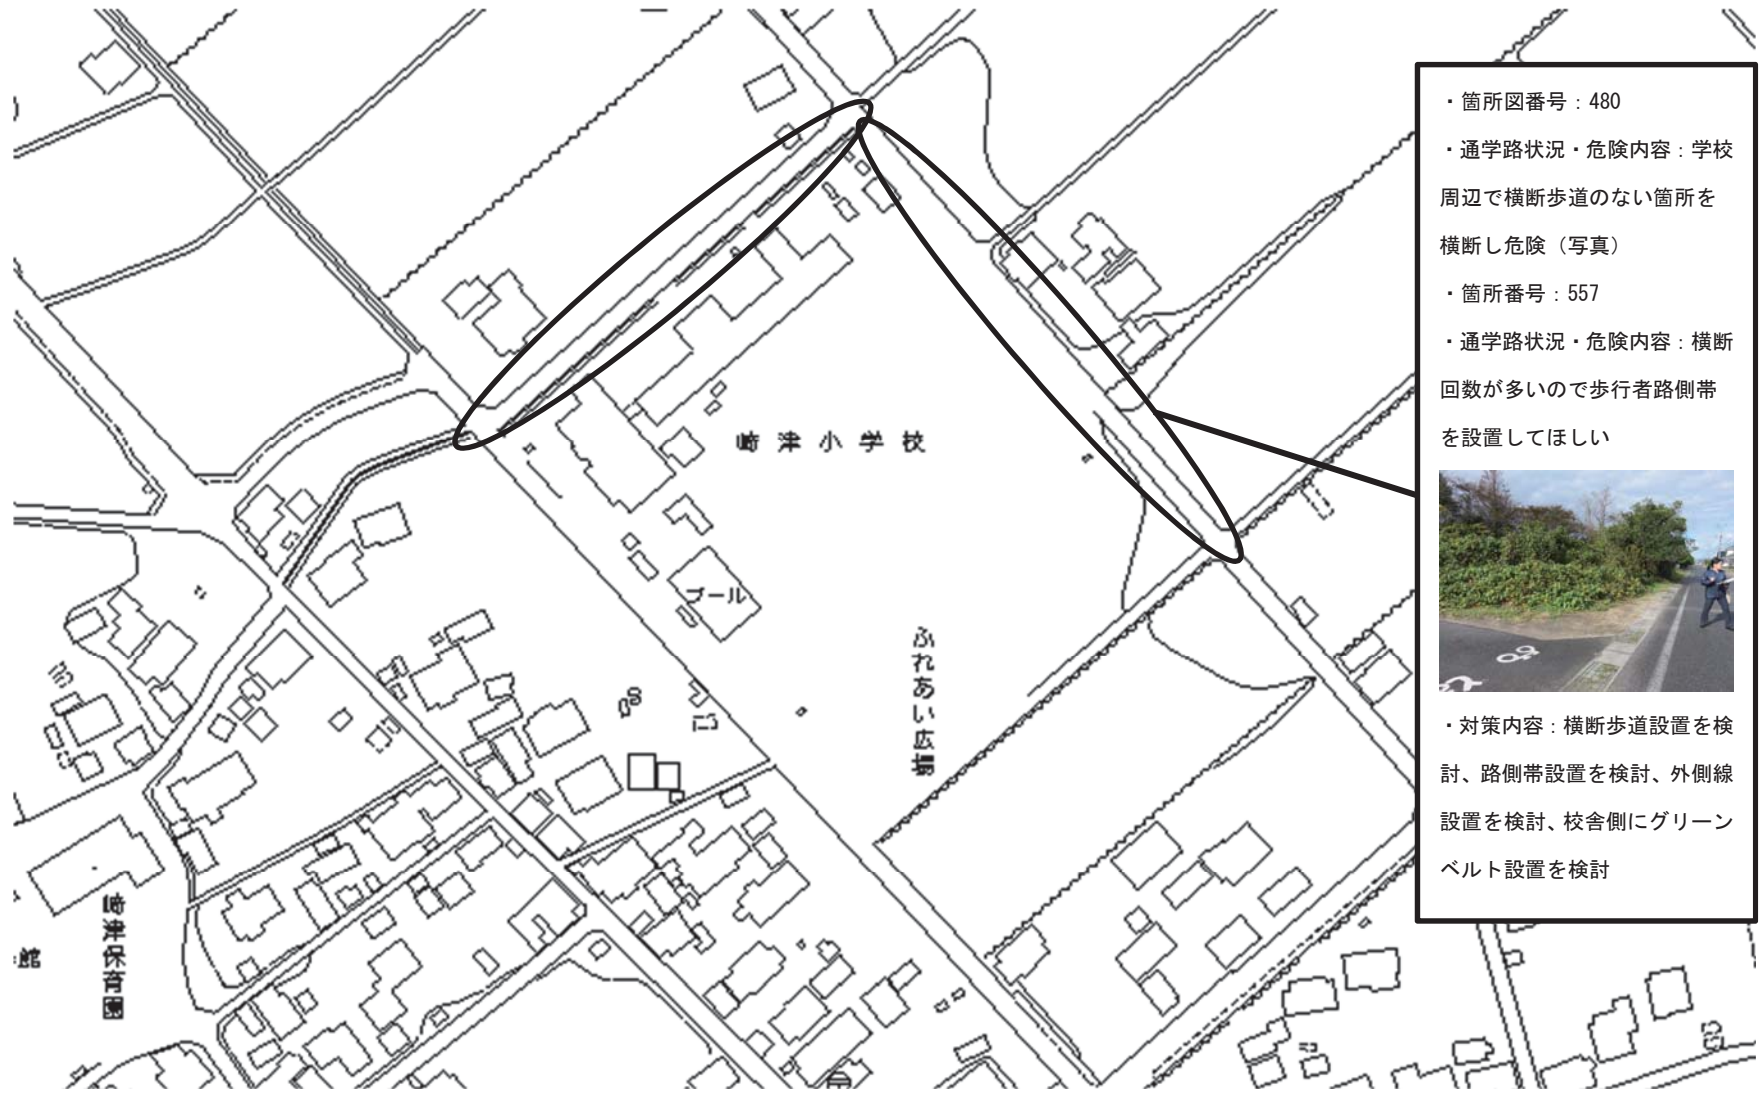 ・箇所図番号：480
・通学路状況・危険内容：学校
周辺で横断歩道のない箇所を
横断し危険（写真）
・箇所番号：557
・通学路状況・危険内容：横断
回数が多いので歩行者路側帯
を設置してほしい
・対策内容：横断歩道設置を検
討、路側帯設置を検討、外側線
設置を検討、校舎側にグリーン
ベルト設置を検討
崎津小学校
プール
ふれあい広場
崎津保育園
館